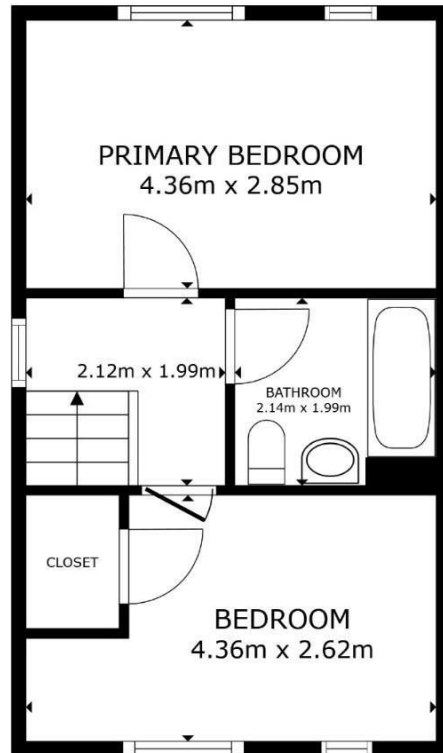 PRIMARY BEDROOM
4.36m x 2.85m
2.12m x 1.99m
BATHROOM
2.14m x 1.99m
CLOSET
BEDROOM
4.36m x 2.62m